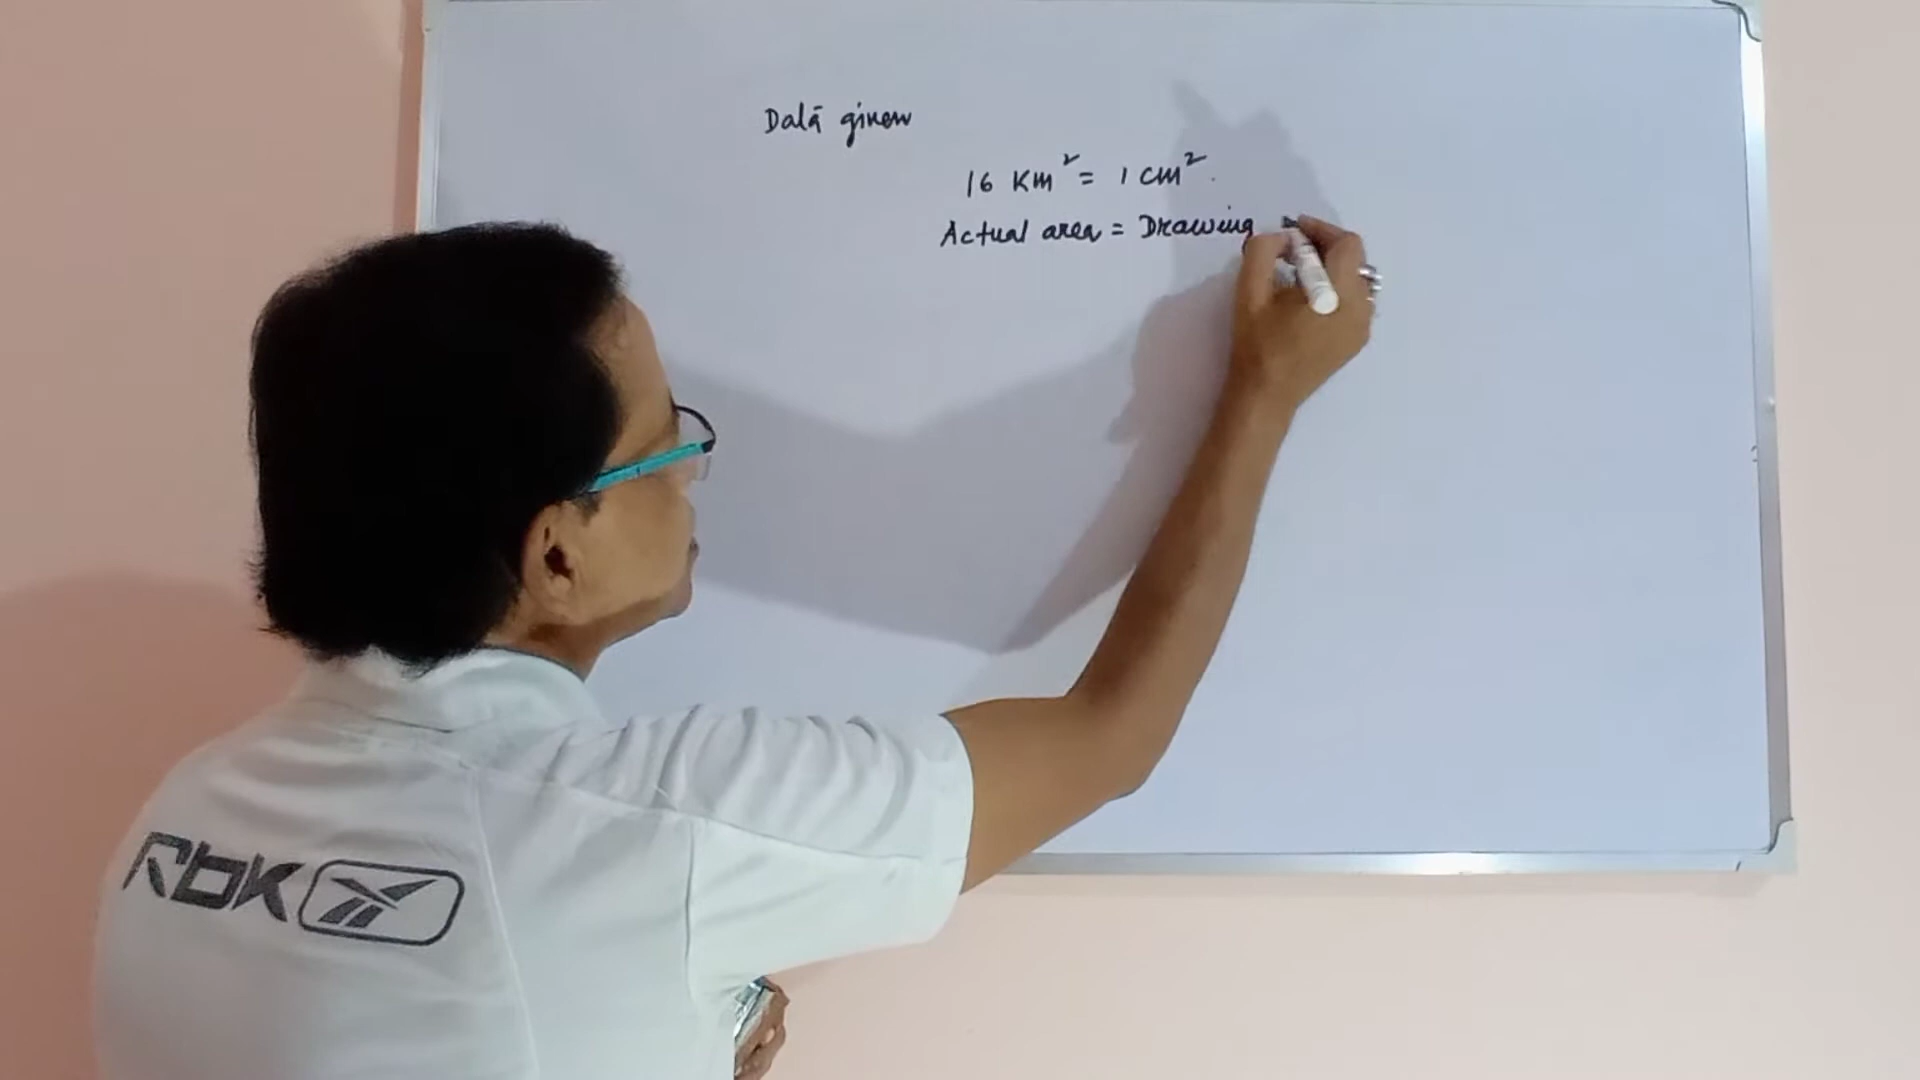 Data given
16 Km² = 1 cm².
Actual area = Drawing
RbK